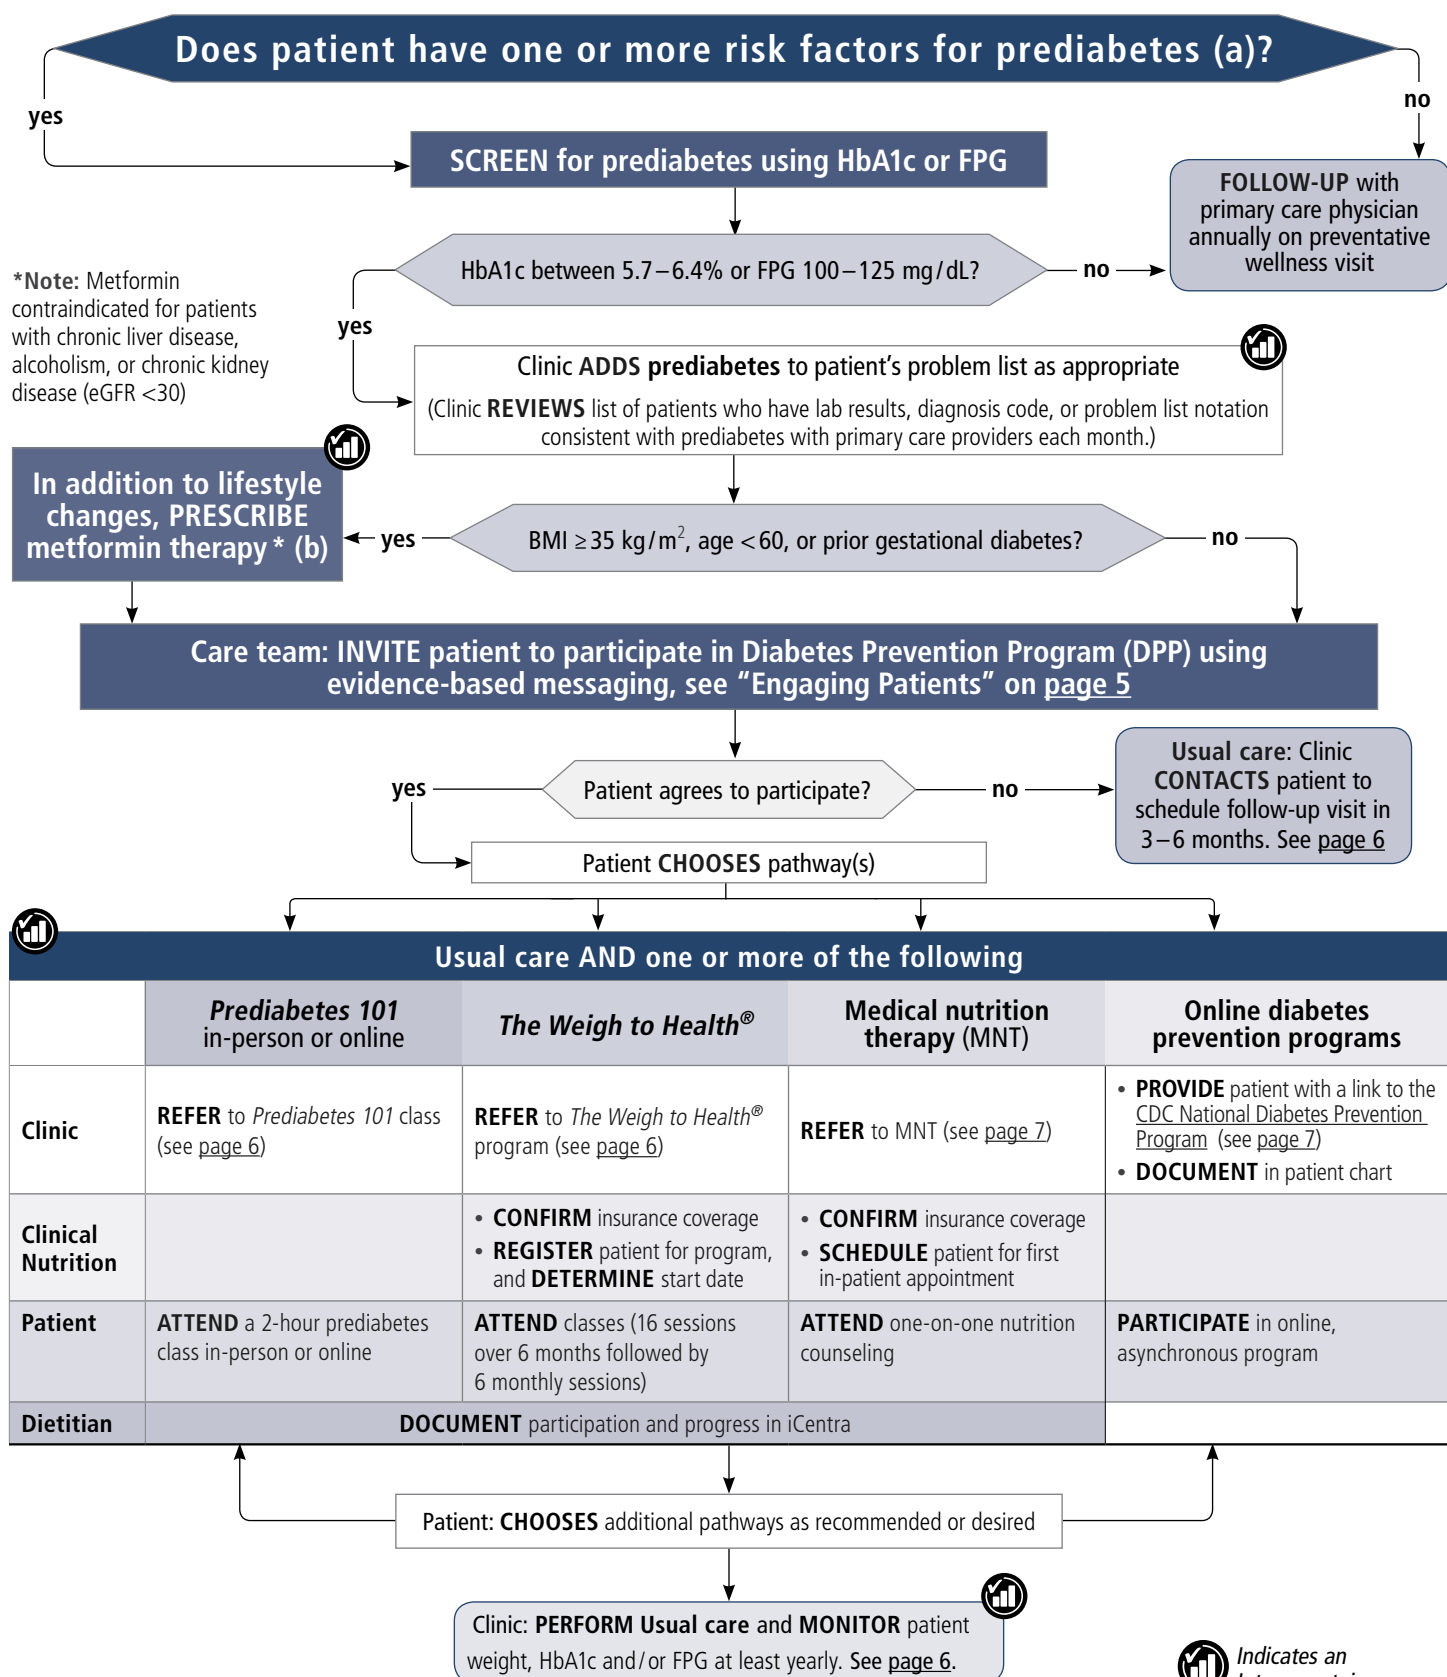 Does patient have one or more risk factors for prediabetes (a)?
yes
no
SCREEN for prediabetes using HbA1c or FPG
FOLLOW-UP with
primary care physician
annually on preventative
wellness visit
HbA1c between 5.7–6.4% or FPG 100–125 mg/dL?
no
yes
*Note: Metformin
contraindicated for patients
with chronic liver disease,
alcoholism, or chronic kidney
disease (eGFR <30)
Clinic ADDS prediabetes to patient's problem list as appropriate
(Clinic REVIEWS list of patients who have lab results, diagnosis code, or problem list notation
consistent with prediabetes with primary care providers each month.)
In addition to lifestyle
changes, PRESCRIBE
metformin therapy* (b)
yes
BMI ≥35 kg/m², age <60, or prior gestational diabetes?
no
Care team: INVITE patient to participate in Diabetes Prevention Program (DPP) using
evidence-based messaging, see “Engaging Patients” on page 5
yes
Patient agrees to participate?
no
Usual care: Clinic
CONTACTS patient to
schedule follow-up visit in
3–6 months. See page 6
Patient CHOOSES pathway(s)
Usual care AND one or more of the following
Prediabetes 101
in-person or online
The Weigh to Health®
Medical nutrition
therapy (MNT)
Online diabetes
prevention programs
Clinic
REFER to Prediabetes 101 class
(see page 6)
REFER to The Weigh to Health®
program (see page 6)
REFER to MNT (see page 7)
• PROVIDE patient with a link to the
CDC National Diabetes Prevention
Program (see page 7)
• DOCUMENT in patient chart
Clinical
Nutrition
• CONFIRM insurance coverage
• REGISTER patient for program,
and DETERMINE start date
• CONFIRM insurance coverage
• SCHEDULE patient for first
in-patient appointment
Patient
ATTEND a 2-hour prediabetes
class in-person or online
ATTEND classes (16 sessions
over 6 months followed by
6 monthly sessions)
ATTEND one-on-one nutrition
counseling
PARTICIPATE in online,
asynchronous program
Dietitian
DOCUMENT participation and progress in iCentra
Patient: CHOOSES additional pathways as recommended or desired
Clinic: PERFORM Usual care and MONITOR patient
weight, HbA1c and/or FPG at least yearly. See page 6.
Indicates an